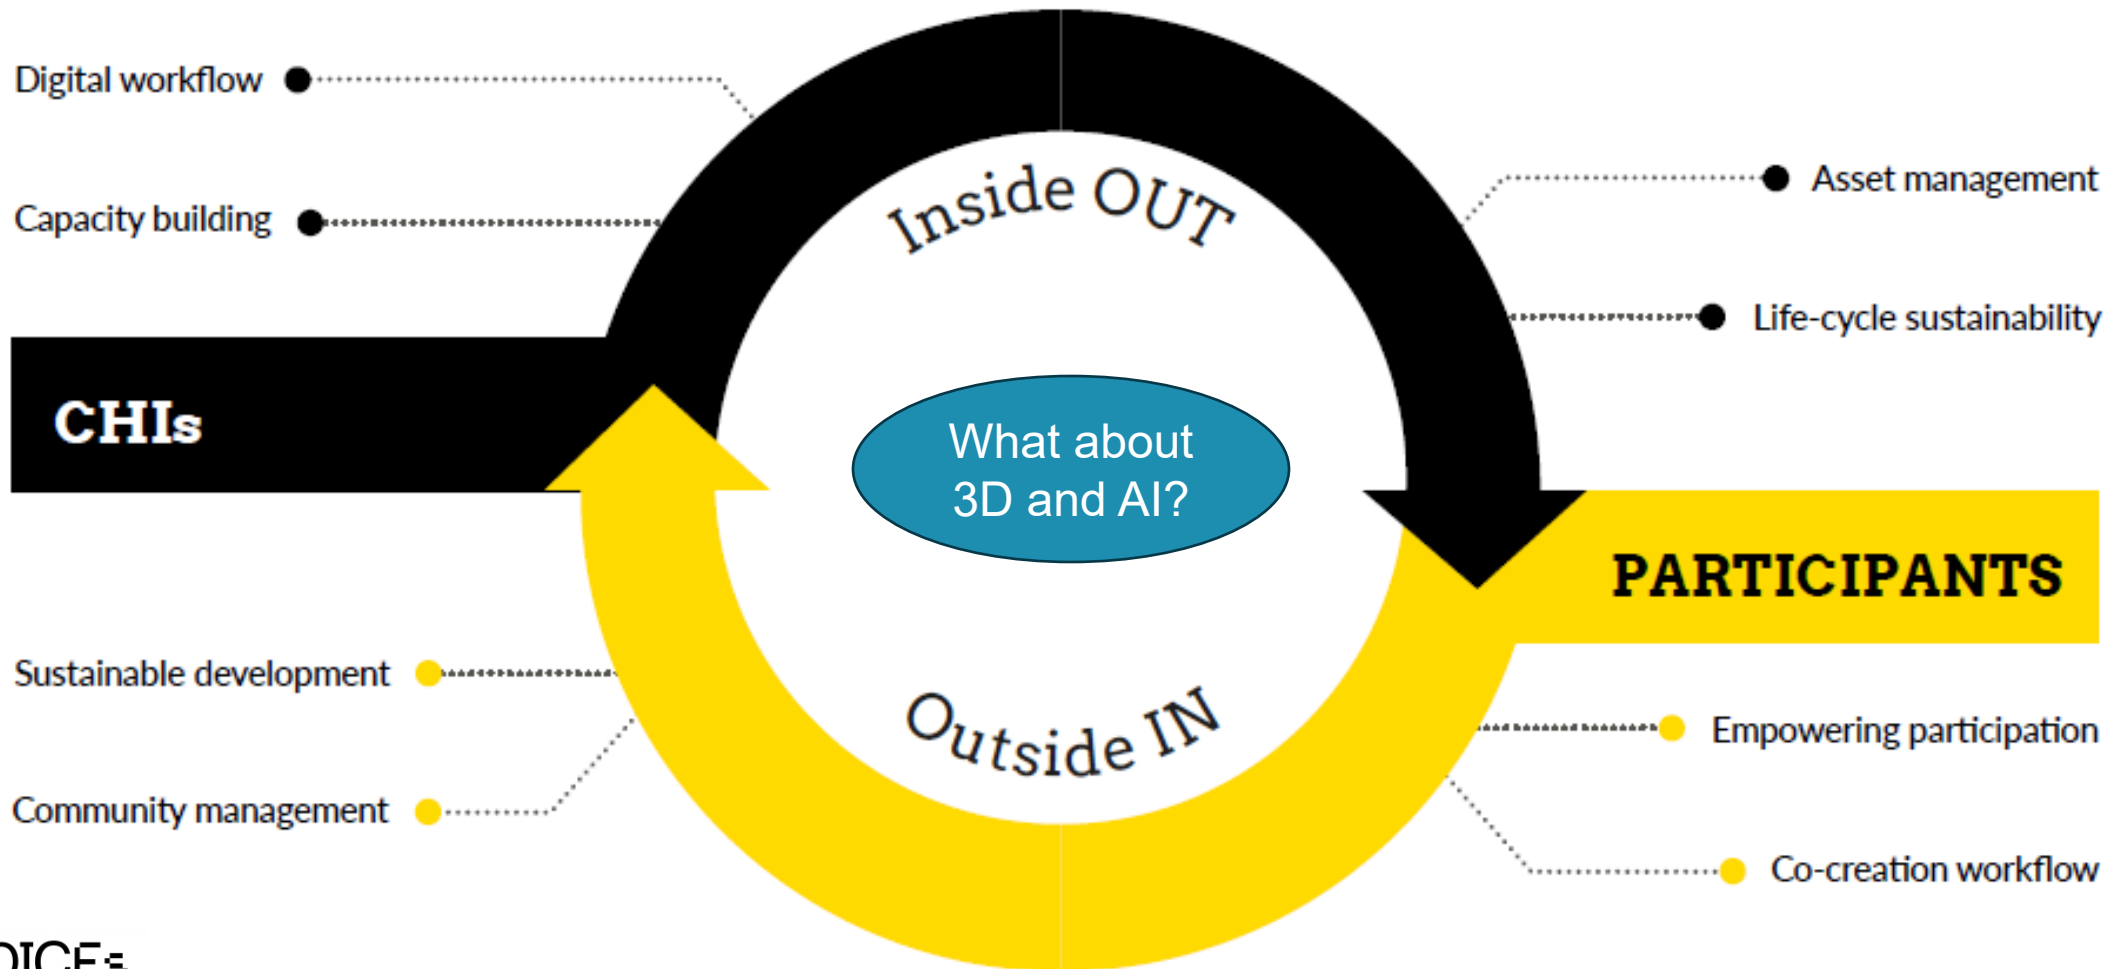 Digital workflow
Capacity building
Inside OUT
Asset management
Life-cycle sustainability
CHIs
What about
3D and AI?
PARTICIPANTS
Sustainable development
Community management
Outside IN
Empowering participation
Co-creation workflow